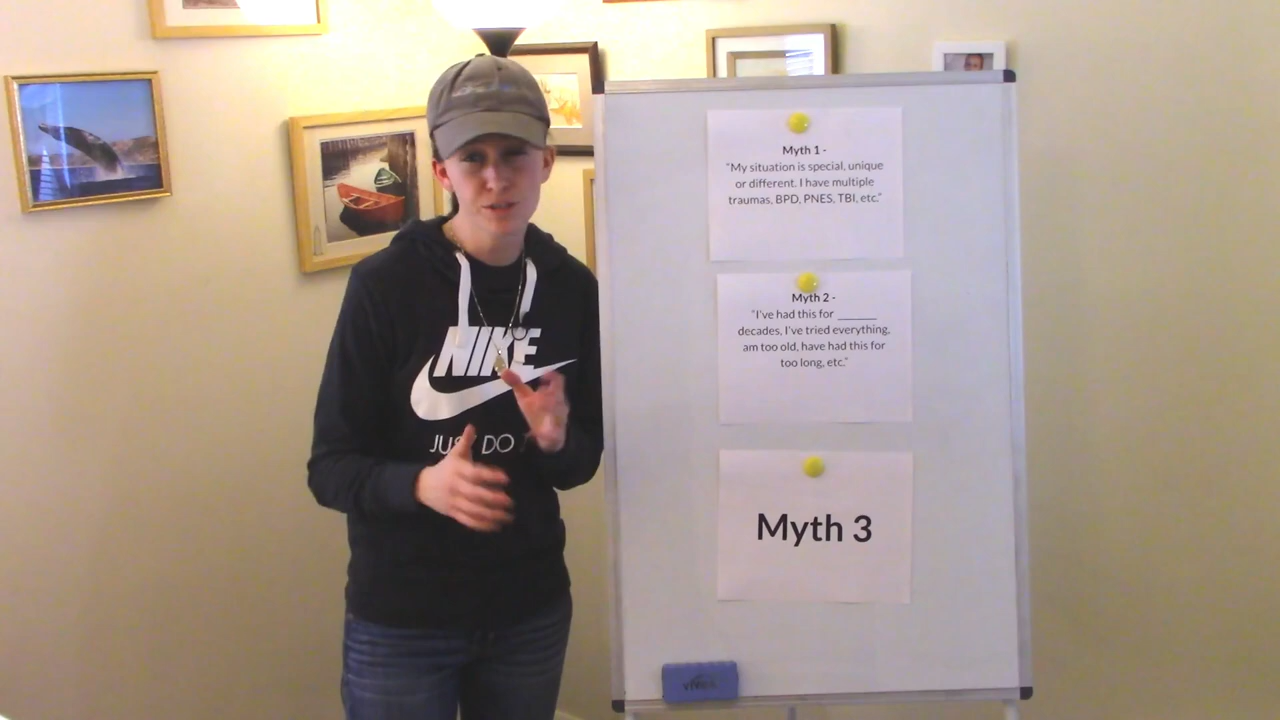 NIKE
JUST DO
Myth 1 -
"My situation is special, unique
or different. I have multiple
traumas, BPD, PNES, TBI, etc."
Myth 2 -
"I've had this for ______
decades, I've tried everything,
am too old, have had this for
too long, etc."
Myth 3